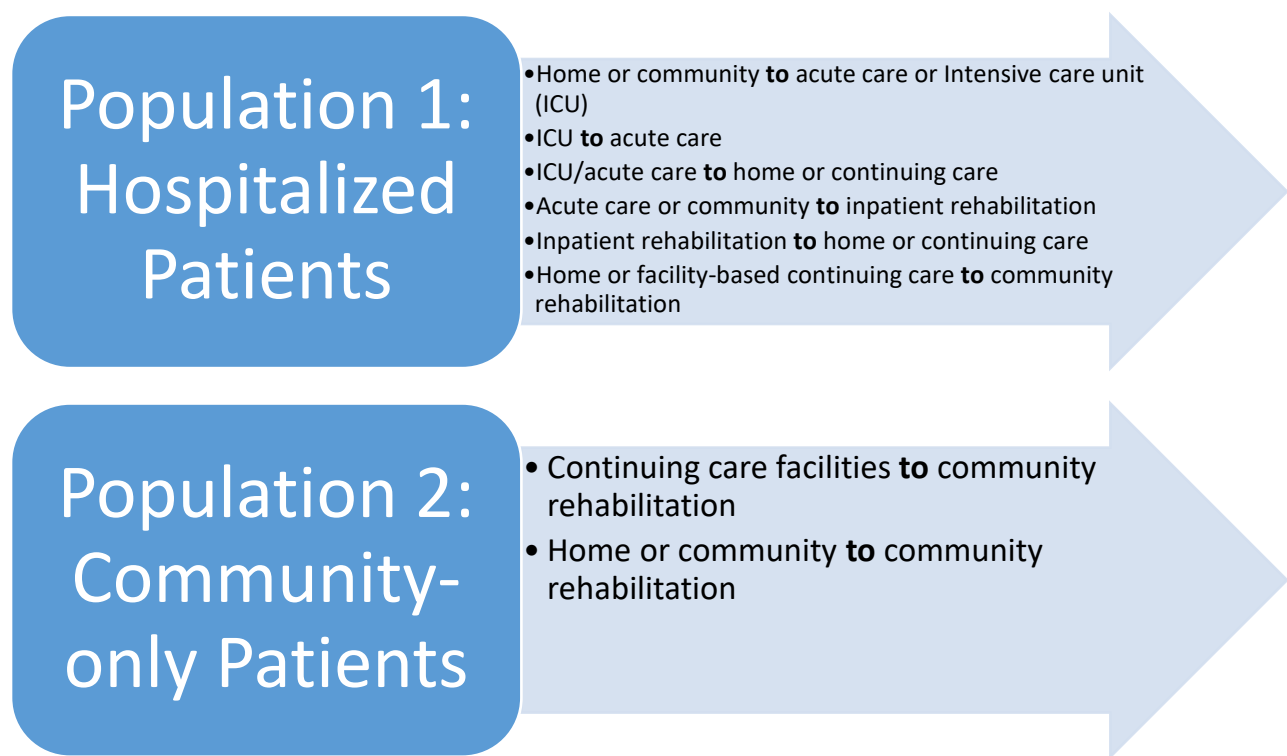 Population 1:
Hospitalized
Patients
•Home or community to acute care or Intensive care unit
(ICU)
•ICU to acute care
•ICU/acute care to home or continuing care
•Acute care or community to inpatient rehabilitation
•Inpatient rehabilitation to home or continuing care
•Home or facility-based continuing care to community
rehabilitation
Population 2:
Community-
only Patients
• Continuing care facilities to community
rehabilitation
• Home or community to community
rehabilitation